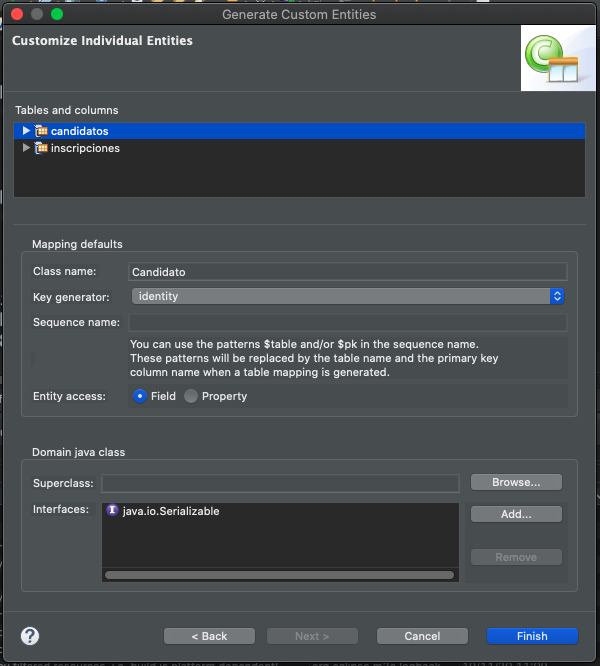 Generate Custom Entities
Customize Individual Entities
Tables and columns
candidatos
inscripciones
Mapping defaults
Class name: Candidato
Key generator: identity
Sequence name:
You can use the patterns $table and/or $pk in the sequence name.
These patterns will be replaced by the table name and the primary key
column name when a table mapping is generated.
Entity access: Field Property
Domain java class
Superclass: Browse...
Interfaces: java.io.Serializable Add...
Remove
? < Back Next > Cancel Finish